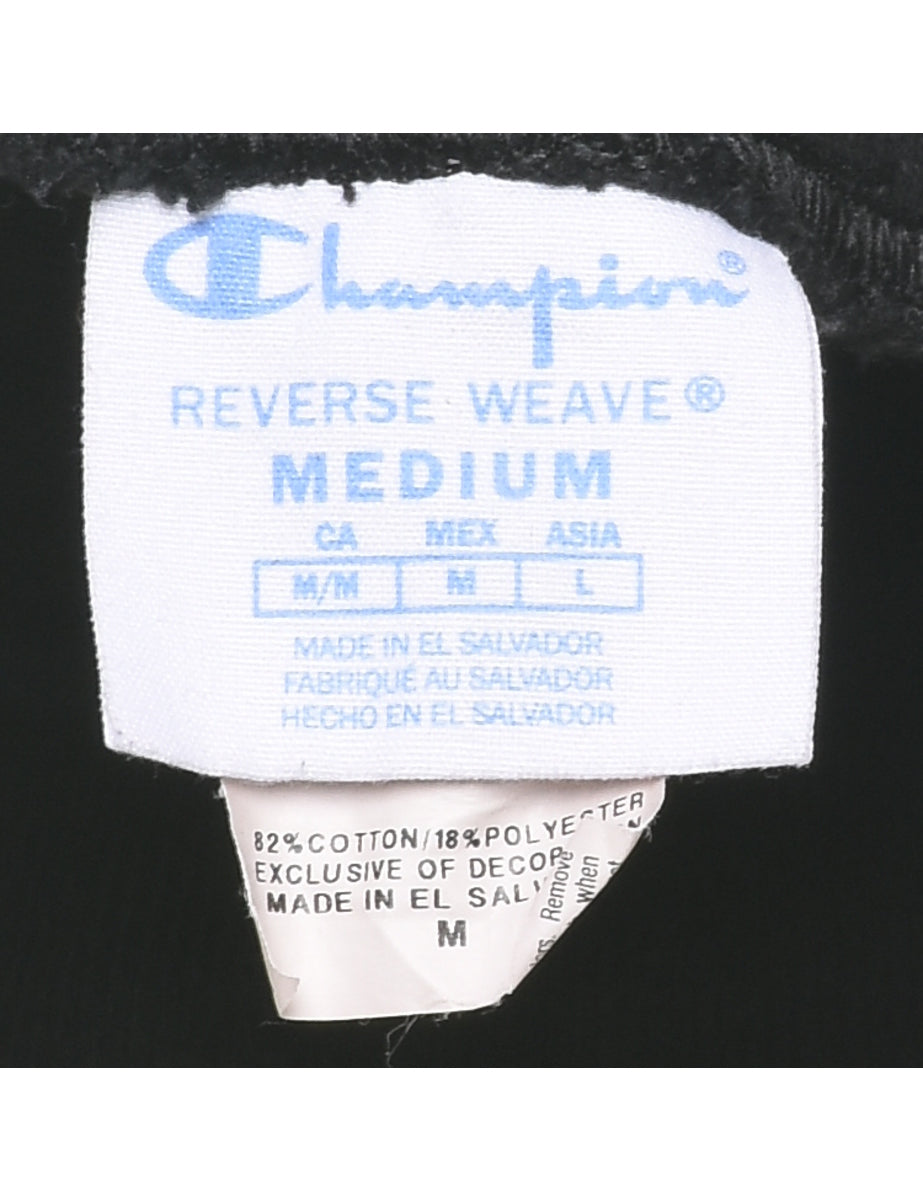 Champion®
REVERSE WEAVE®
MEDIUM
CA MEX ASIA
M/M M L
MADE IN EL SALVADOR
FABRIQUÉ AU SALVADOR
HECHO EN EL SALVADOR
82%COTTON/18%POLYESTER
EXCLUSIVE OF DECOR
MADE IN EL SALV
M
Remove
when